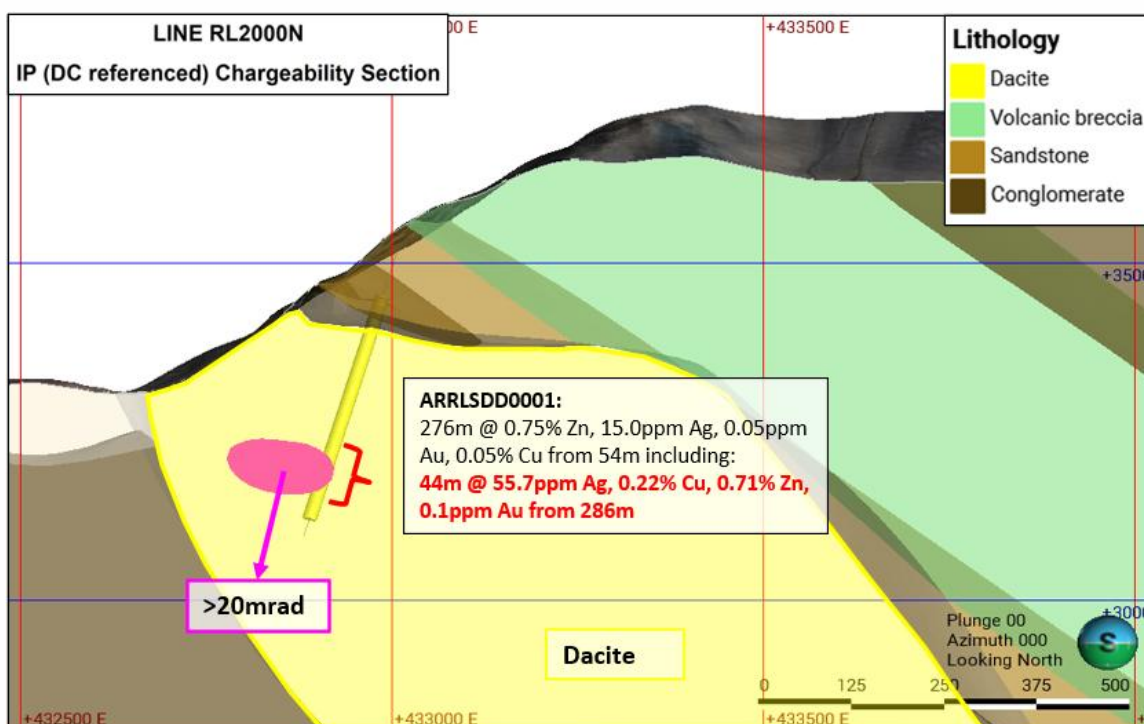 LINE RL2000N
IP (DC referenced) Chargeability Section
00 E
+433500 E
Lithology
Dacite
Volcanic breccia
Sandstone
Conglomerate
+3500
ARRLSDD0001:
276m @ 0.75% Zn, 15.0ppm Ag, 0.05ppm
Au, 0.05% Cu from 54m including:
44m @ 55.7ppm Ag, 0.22% Cu, 0.71% Zn,
0.1ppm Au from 286m
>20mrad
+3000
Dacite
Plunge 00
Azimuth 000
Looking North
S
0 125 250 375 500
+432500 E +433000 E +433500 E